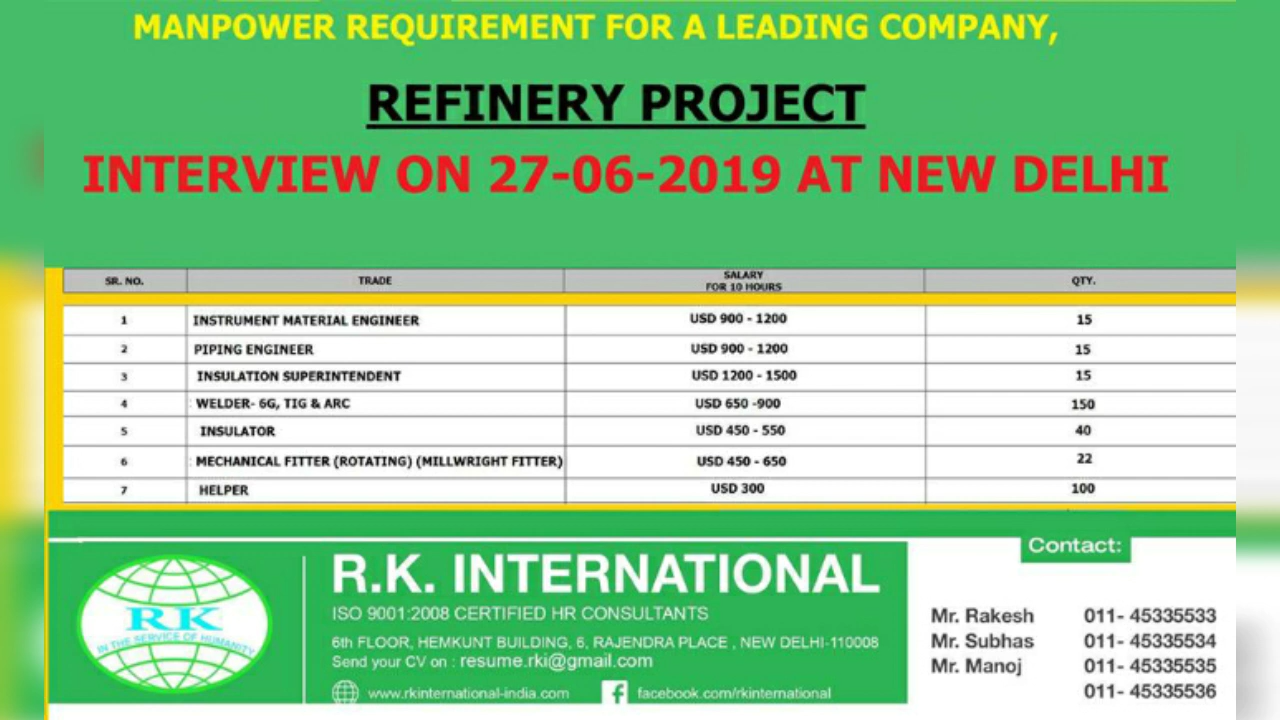 MANPOWER REQUIREMENT FOR A LEADING COMPANY,
REFINERY PROJECT
INTERVIEW ON 27-06-2019 AT NEW DELHI
SR. NO. TRADE SALARY FOR 10 HOURS QTY.
1 INSTRUMENT MATERIAL ENGINEER USD 900 - 1200 15
2 PIPING ENGINEER USD 900 - 1200 15
3 INSULATION SUPERINTENDENT USD 1200 - 1500 15
4 WELDER- 6G, TIG & ARC USD 650 -900 150
5 INSULATOR USD 450 - 550 40
6 MECHANICAL FITTER (ROTATING) (MILLWRIGHT FITTER) USD 450 - 650 22
7 HELPER USD 300 100
RK
IN THE SERVICE OF HUMANITY
R.K. INTERNATIONAL
ISO 9001:2008 CERTIFIED HR CONSULTANTS
6th FLOOR, HEMKUNT BUILDING, 6, RAJENDRA PLACE , NEW DELHI-110008
Send your CV on : resume.rki@gmail.com
www.rkinternational-india.com facebook.com/rkinternational
Contact:
Mr. Rakesh 011- 45335533
Mr. Subhas 011- 45335534
Mr. Manoj 011- 45335535
011- 45335536